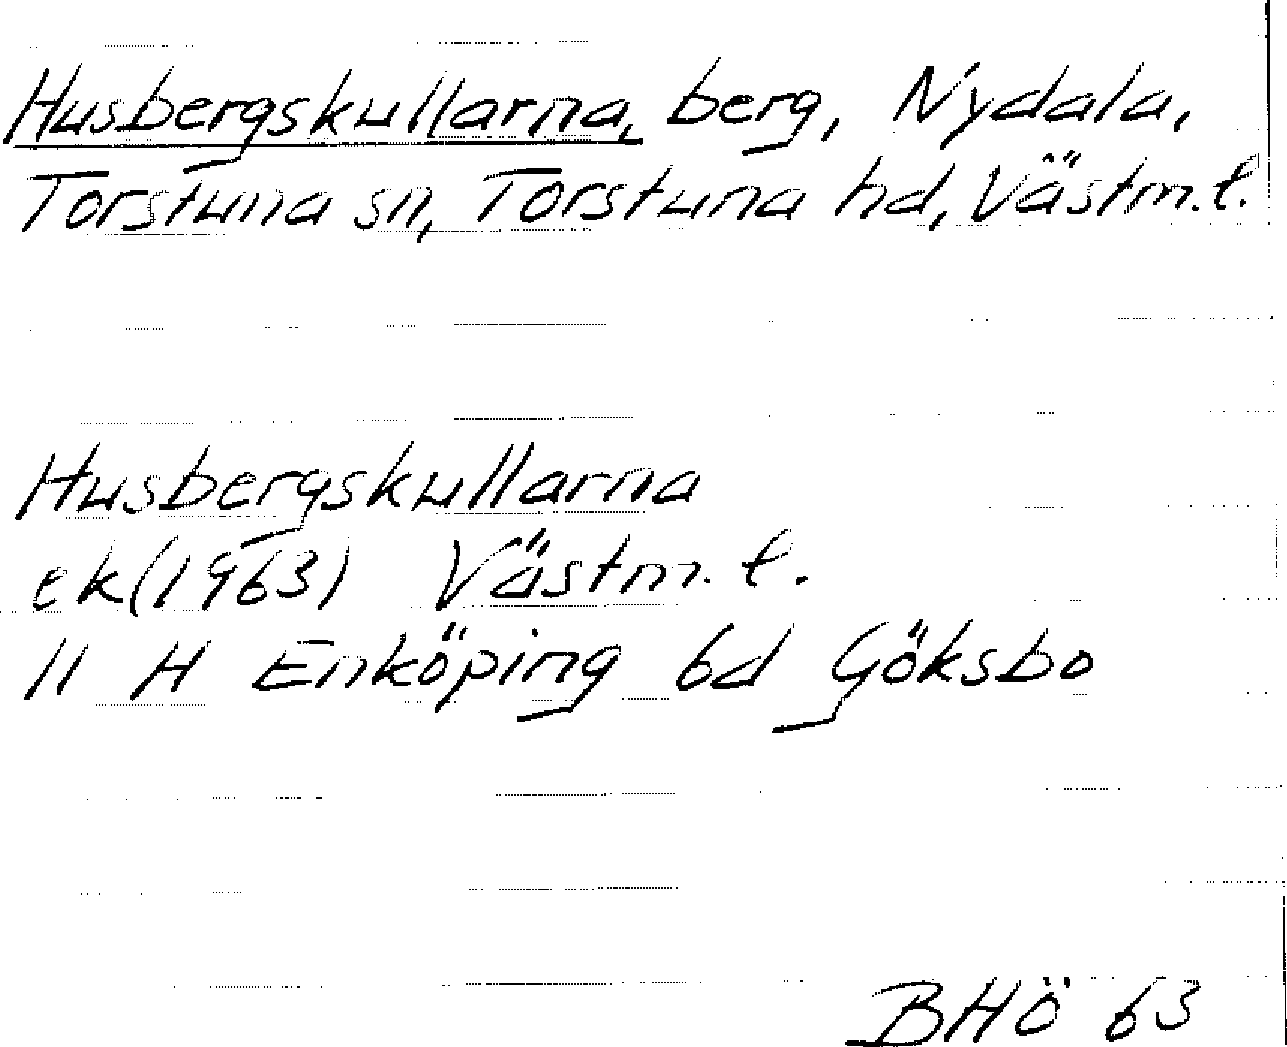 Husbergskullarna, berg, Nydala,
Torstuna sn, Torstuna hd, Västm. l.
Husbergskullarna
ek (1963) Västm. l.
11 H Enköping 6d Göksbo
BHÖ 63